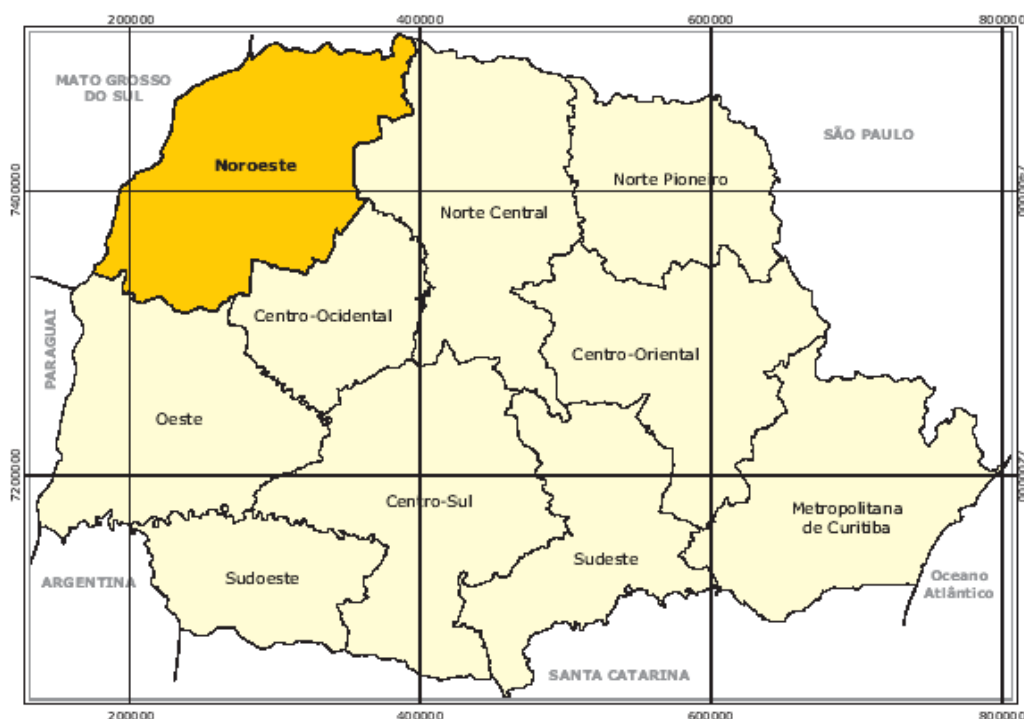 200000 400000 600000 800000
MATO GROSSO
DO SUL
SÃO PAULO
Noroeste
Norte Pioneiro
7400000
7400000
Norte Central
Centro-Ocidental
PARAGUAI
Centro-Oriental
Oeste
7200000
7200000
Centro-Sul
Metropolitana
de Curitiba
Sudeste
Sudoeste
ARGENTINA
Oceano
Atlântico
SANTA CATARINA
200000 400000 600000 800000